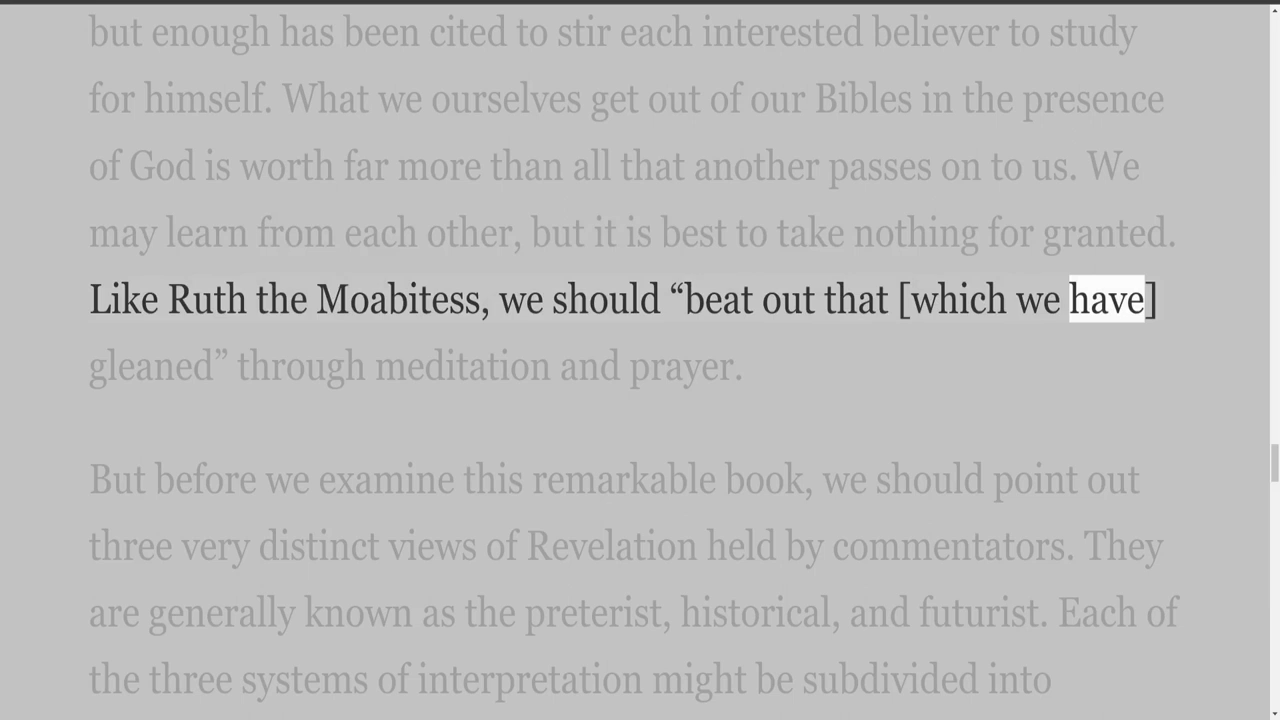 but enough has been cited to stir each interested believer to study
for himself. What we ourselves get out of our Bibles in the presence
of God is worth far more than all that another passes on to us. We
may learn from each other, but it is best to take nothing for granted.
Like Ruth the Moabitess, we should “beat out that [which we have]
gleaned” through meditation and prayer.
But before we examine this remarkable book, we should point out
three very distinct views of Revelation held by commentators. They
are generally known as the preterist, historical, and futurist. Each of
the three systems of interpretation might be subdivided into